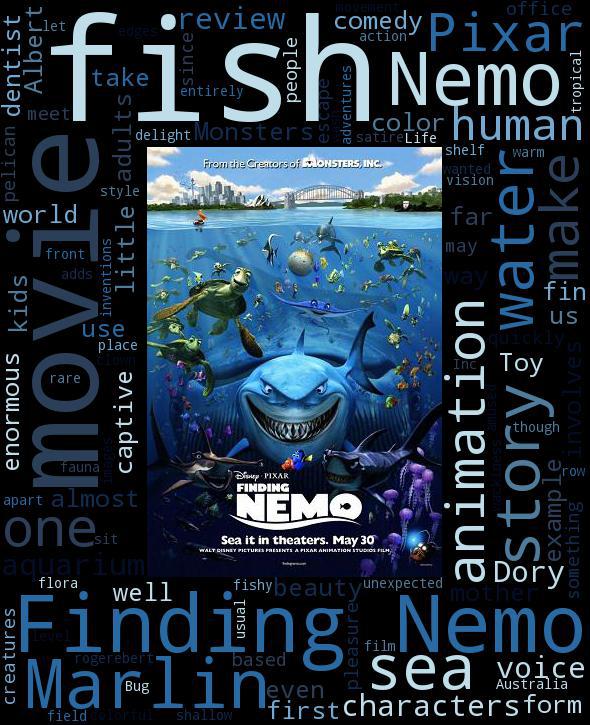 movement
office
Albert
let
edges
review
comedy
Pixar
action
fish
dentist
since
people
take
entirely
Nemo
tropical
meet
adults
delight
Monsters
escape
adventures
satire
color
Life
human
pelican
movie
style
shelf
warm
wanted
vision
water
make
world
little
far
front
inventions
may
adds
way
kids
fin
use
us
place
quickly
clown
enormous
rare
captive
Inc
Toy
animation
story
though
involves
fauna
images
row
example
something
apart
almost
one
sit
aquarium
Dory
From the Creators of MONSTERS, INC.
Disney · PIXAR
FINDING
NEMO
Sea it in theaters. May 30
WALT DISNEY PICTURES PRESENTS A PIXAR ANIMATION STUDIOS FILM
flora
well
fishy
beauty
unexpected
mother
creatures
Finding
Nemo
usual
pleasure
level
rogerebert
based
film
sea
voice
Marlin
Bug
even
Australia
field
colorful
shallow
first
characters
form